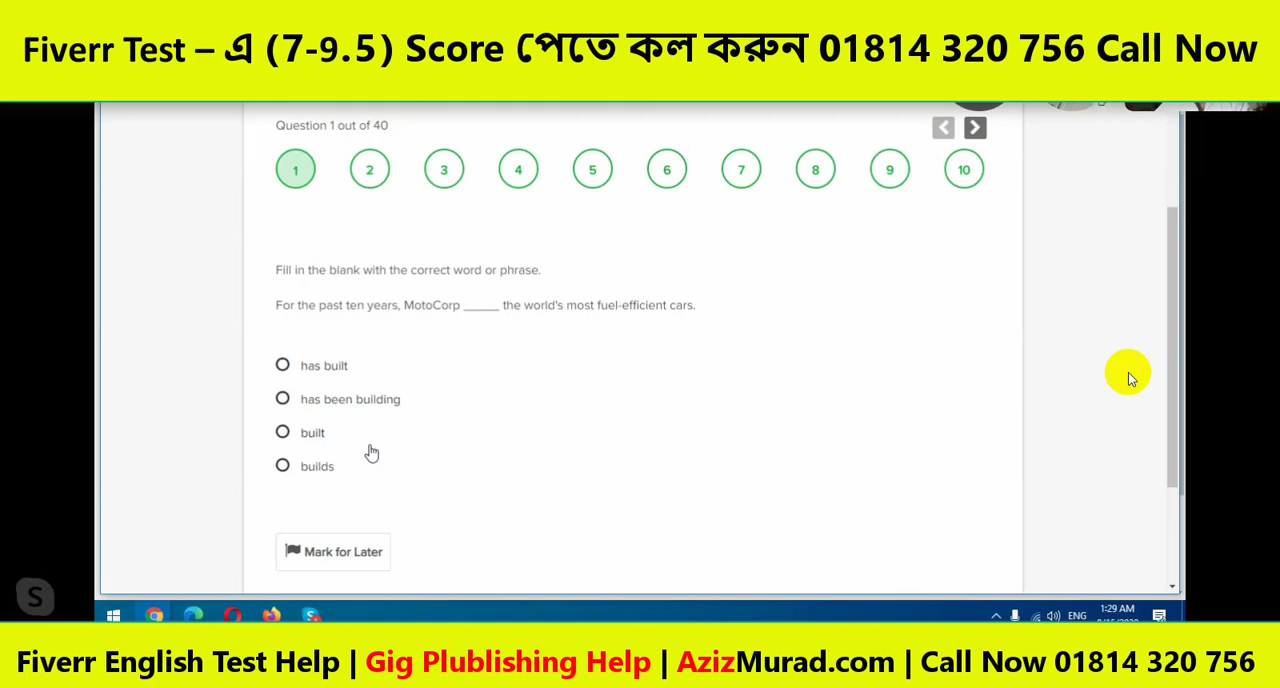 Fiverr Test – এ (7-9.5) Score পেতে কল করুন 01814 320 756 Call Now
Question 1 out of 40
1 2 3 4 5 6 7 8 9 10
Fill in the blank with the correct word or phrase.
For the past ten years, MotoCorp _____ the world's most fuel-efficient cars.
has built
has been building
built
builds
Mark for Later
S
ENG
1:29 AM
Fiverr English Test Help | Gig Plublishing Help | AzizMurad.com | Call Now 01814 320 756